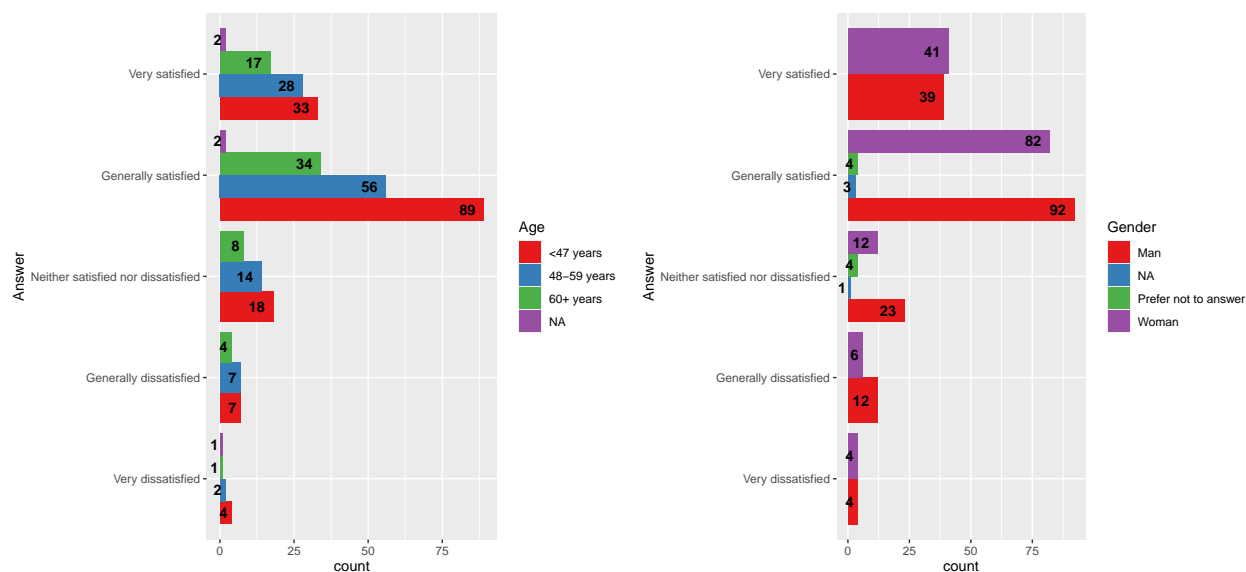 Answer
Very satisfied
2
17
28
33
Generally satisfied
2
34
56
89
Neither satisfied nor dissatisfied
8
14
18
Generally dissatisfied
4
7
7
Very dissatisfied
1
1
2
4
0
25
50
75
count
Age
<47 years
48–59 years
60+ years
NA
Answer
Very satisfied
41
39
Generally satisfied
82
4
3
92
Neither satisfied nor dissatisfied
12
4
1
23
Generally dissatisfied
6
12
Very dissatisfied
4
4
0
25
50
75
count
Gender
Man
NA
Prefer not to answer
Woman